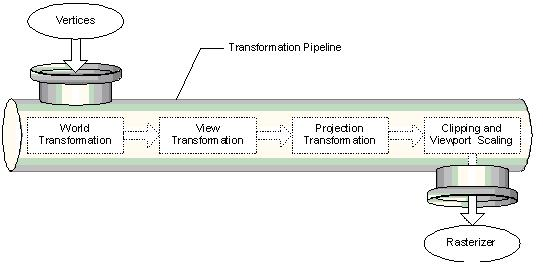 Vertices
Transformation Pipeline
World
Transformation
View
Transformation
Projection
Transformation
Clipping and
Viewport Scaling
Rasterizer